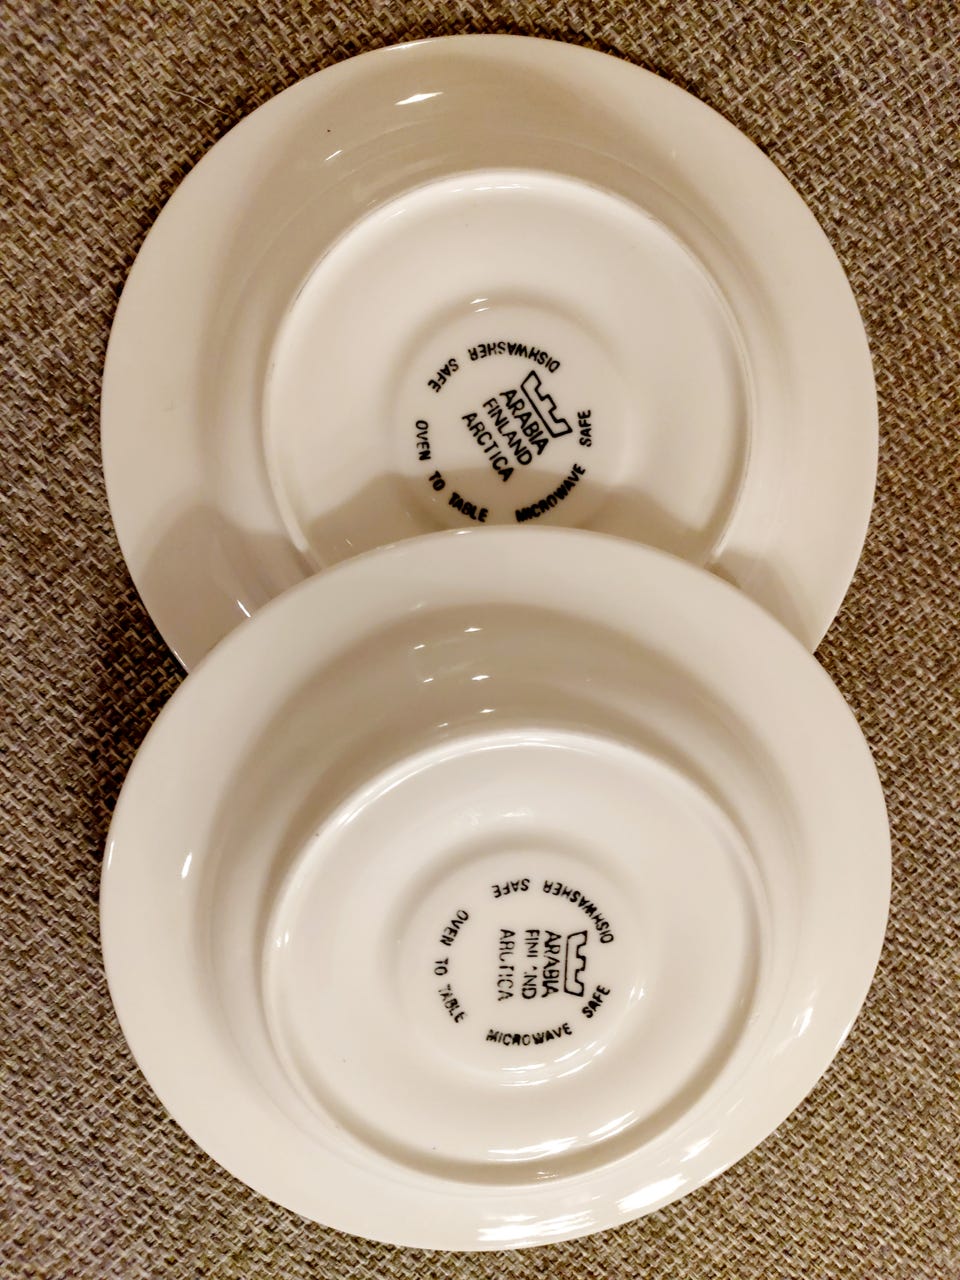 ARABIA
FINLAND
ARCTICA
DISHWASHER SAFE
OVEN TO TABLE
MICROWAVE SAFE
ARABIA
FINLAND
ARCTICA
DISHWASHER SAFE
OVEN TO TABLE
MICROWAVE SAFE